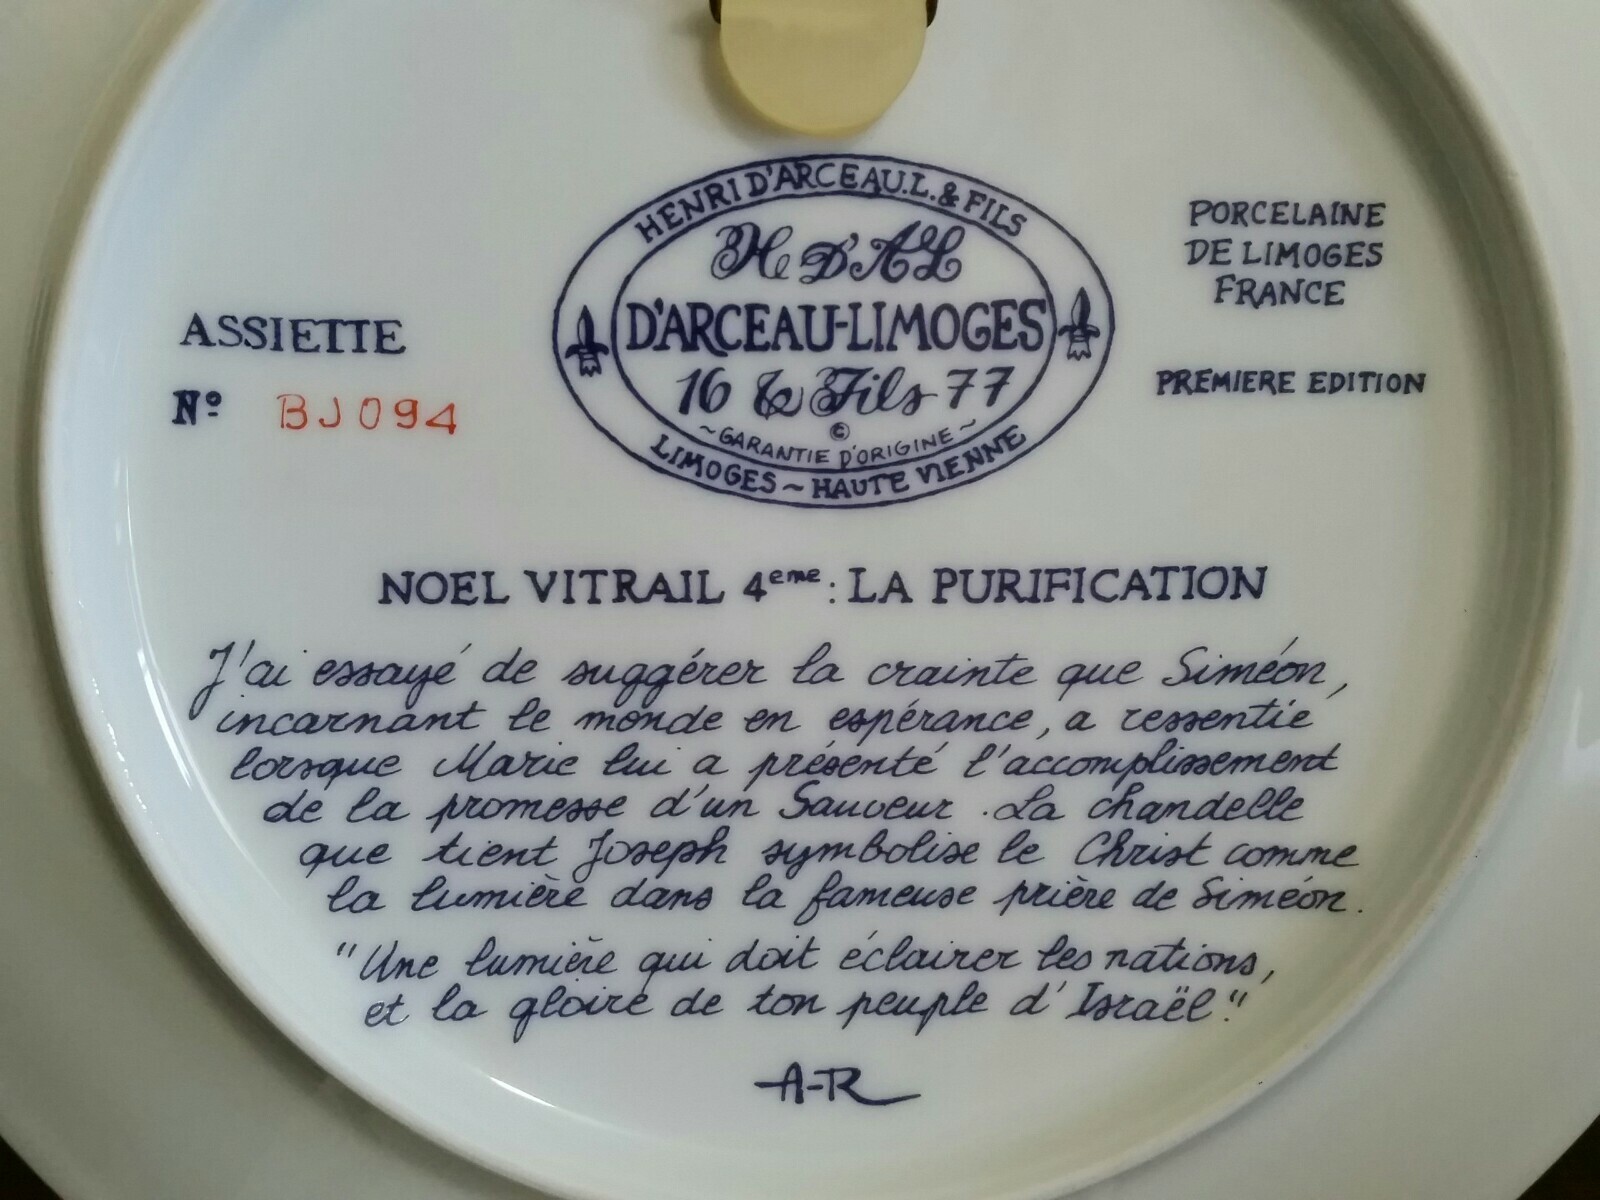 HENRI D'ARCEAU.L.& FILS
H D'AL
D'ARCEAU-LIMOGES
16 & Fils 77
©
~GARANTIE D'ORIGINE~
LIMOGES ~ HAUTE VIENNE
PORCELAINE
DE LIMOGES
FRANCE
PREMIERE EDITION
ASSIETTE
Nº BJ094
NOEL VITRAIL 4eme: LA PURIFICATION
J'ai essayé de suggérer la crainte que Siméon,
incarnant le monde en espérance, a ressentie
lorsque Marie lui a présenté l'accomplissement
de la promesse d'un Sauveur. La chandelle
que tient Joseph symbolise le Christ comme
la lumière dans la fameuse prière de Siméon.
"Une lumière qui doit éclairer les nations,
et la gloire de ton peuple d'Israël."
A-R